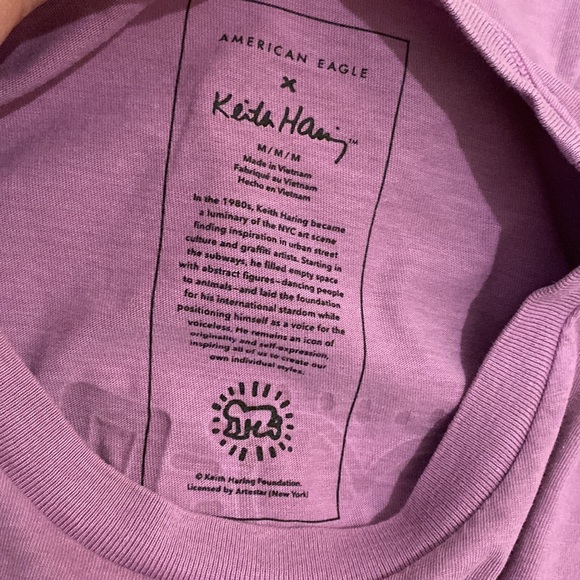 AMERICAN EAGLE
x
Keith Haring™
M/M/M
Made in Vietnam
Fabriqué au Vietnam
Hecho en Vietnam
In the 1980s, Keith Haring became
a luminary of the NYC art scene
finding inspiration in urban street
culture and graffiti artists. Starting in
the subways, he filled empty space
with abstract figures—dancing people
to animals—and laid the foundation
for his international stardom while
positioning himself as a voice for the
voiceless. He remains an icon of
originality and self-expression,
inspiring all of us to create our
own individual styles.
© Keith Haring Foundation.
Licensed by Artestar (New York)